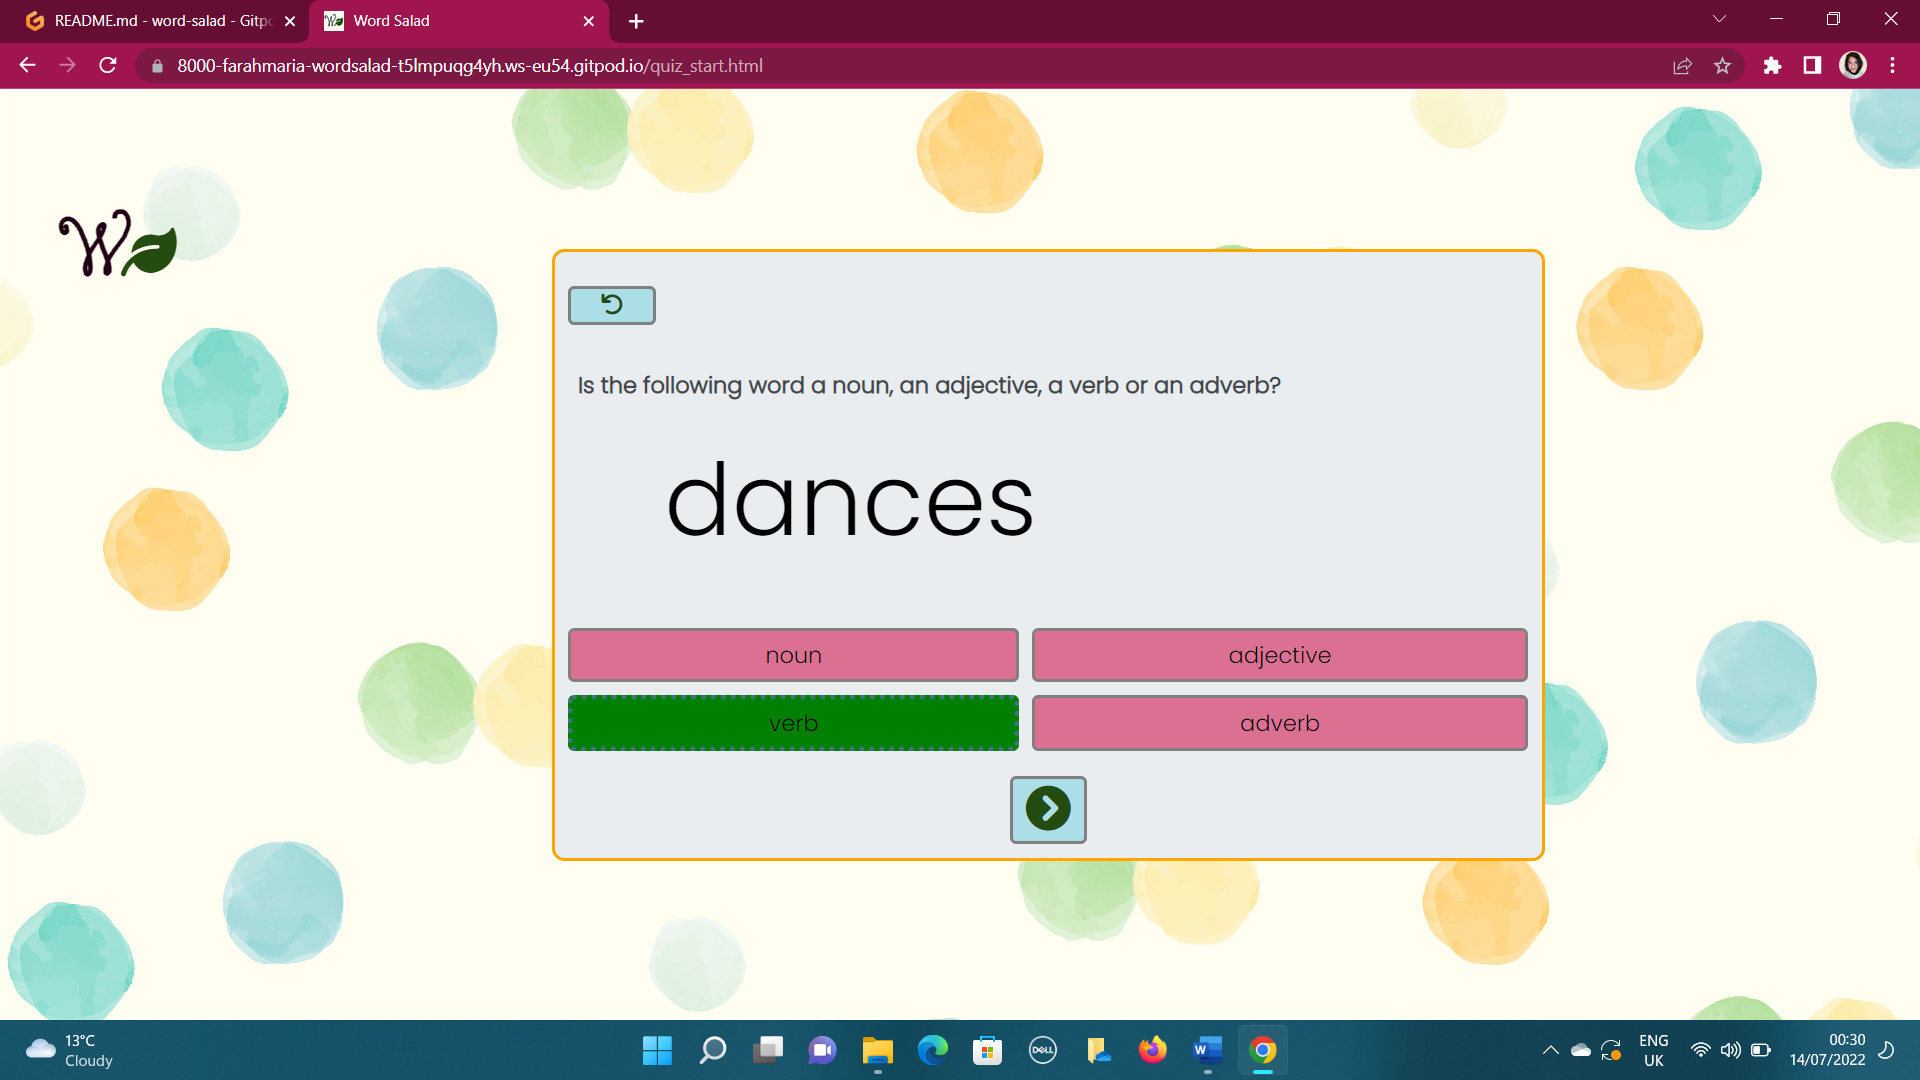 README.md - word-salad - Gitpo
Word Salad
8000-farahmaria-wordsalad-t5lmpuqg4yh.ws-eu54.gitpod.io/quiz_start.html
W
Is the following word a noun, an adjective, a verb or an adverb?
dances
noun
adjective
verb
adverb
13°C
Cloudy
DELL
W
ENG
UK
00:30
14/07/2022